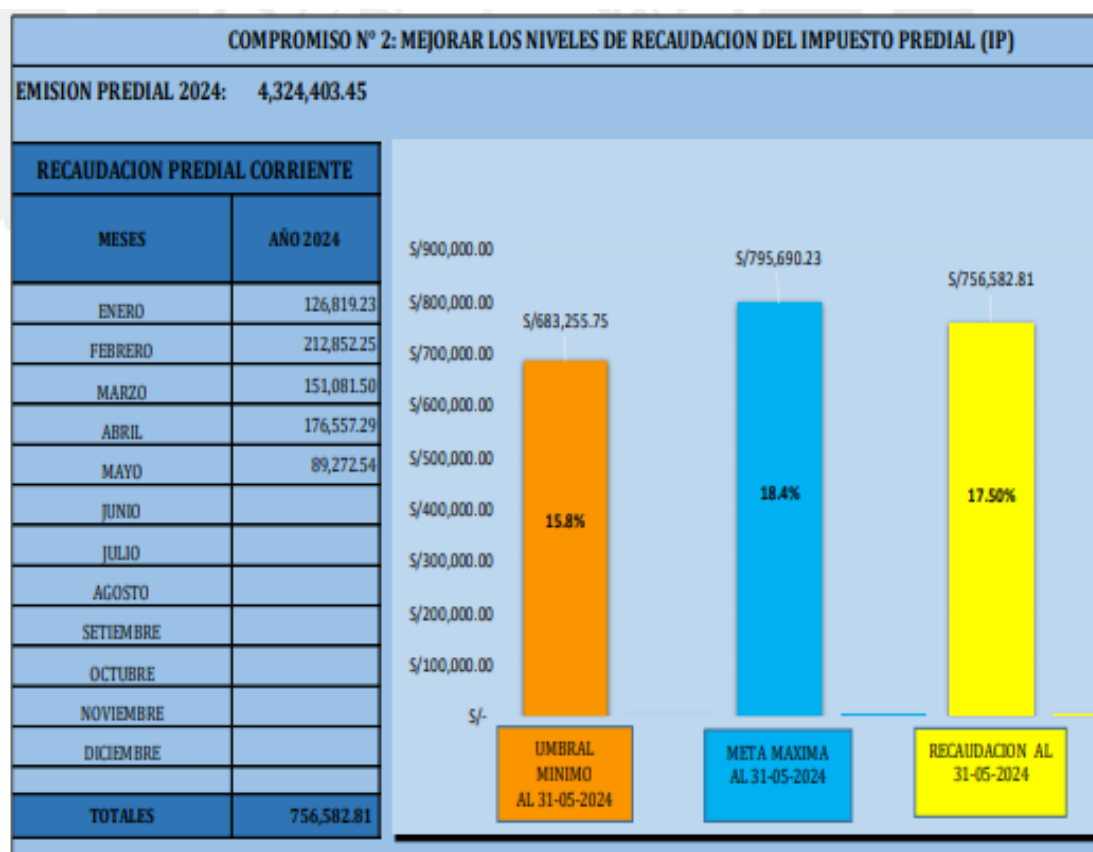 COMPROMISO N° 2: MEJORAR LOS NIVELES DE RECAUDACION DEL IMPUESTO PREDIAL (IP)
EMISION PREDIAL 2024: 4,324,403.45
RECAUDACION PREDIAL CORRIENTE
MESES AÑO 2024
ENERO 126,819.23
FEBRERO 212,852.25
MARZO 151,081.50
ABRIL 176,557.29
MAYO 89,272.54
JUNIO
JULIO
AGOSTO
SETIEMBRE
OCTUBRE
NOVIEMBRE
DICIEMBRE
TOTALES 756,582.81
S/900,000.00
S/800,000.00
S/700,000.00
S/600,000.00
S/500,000.00
S/400,000.00
S/300,000.00
S/200,000.00
S/100,000.00
S/-
S/683,255.75
S/795,690.23
S/756,582.81
15.8%
18.4%
17.50%
UMBRAL
MINIMO
AL 31-05-2024
META MAXIMA
AL 31-05-2024
RECAUDACION AL
31-05-2024